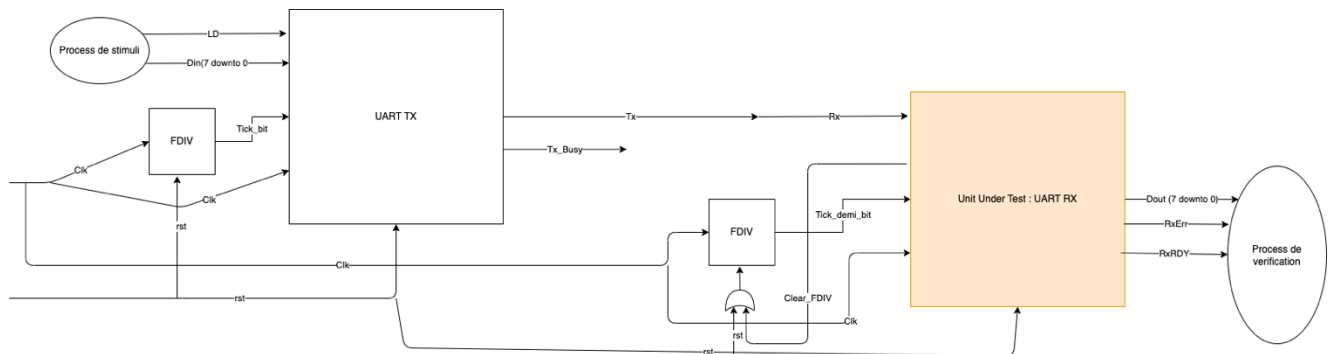 LD
Process de stimuli
Din(7 downto 0
UART TX
Tx
Rx
Tick_bit
FDIV
Tx_Busy
Clk
Clk
Unit Under Test : UART RX
Dout (7 downto 0)
Tick_demi_bit
rst
RxErr
FDIV
Process de
verification
RxRDY
Clk
rst
Clear_FDIV
Clk
rst
rst